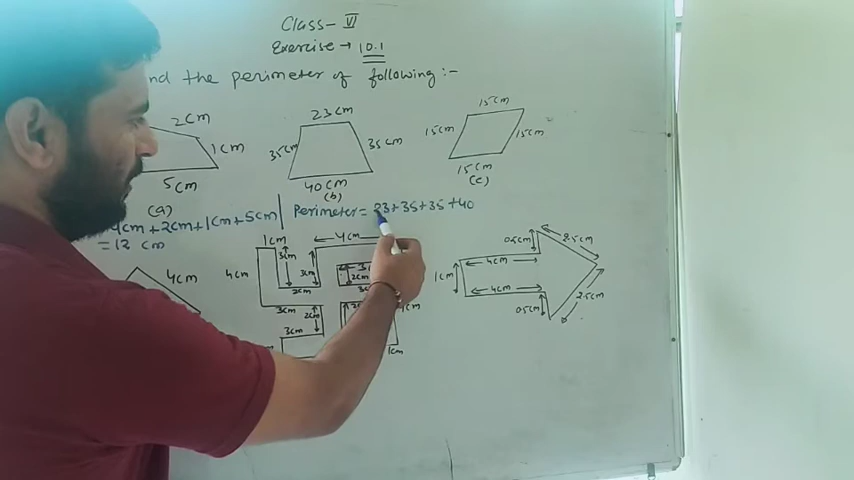 Class - VI
Exercise → 10.1
nd the perimeter of following :-
2cm
1cm
5cm
(a)
23cm
35cm
35cm
40cm
(b)
15cm
15cm
15cm
15cm
(c)
4cm+2cm+1cm+5cm
= 12 cm
Perimeter = 23+35+35+40
4cm
1cm
4cm
3cm
2cm
3cm
4cm
3cm
2cm
3cm
2cm
4cm
1cm
1cm
4cm
4cm
0.5cm
2.5cm
0.5cm
2.5cm